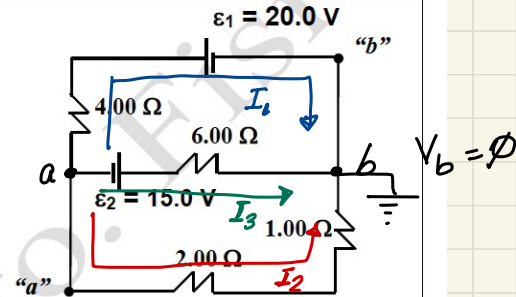 ε₁ = 20.0 V
"b"
4.00 Ω
I₁
6.00 Ω
a
b
V_b = ∅
ε₂ = 15.0 V
I₃
1.00 Ω
2.00 Ω
I₂
"a"